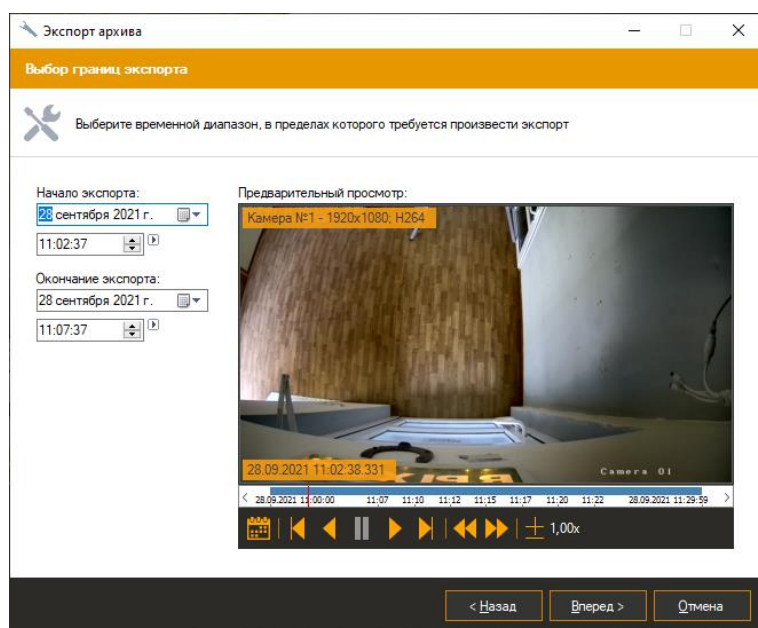 Экспорт архива
Выбор границ экспорта
Выберите временной диапазон, в пределах которого требуется произвести экспорт
Начало экспорта:
28 сентября 2021 г.
11:02:37
Окончание экспорта:
28 сентября 2021 г.
11:07:37
Предварительный просмотр:
Камера №1 - 1920x1080; H264
28.09.2021 11:02:38.331
Camera 01
28.09.2021 11:00:00 11:07 11:10 11:12 11:15 11:17 11:20 11:22 28.09.2021 11:29:59
1,00x
< Назад Вперед > Отмена